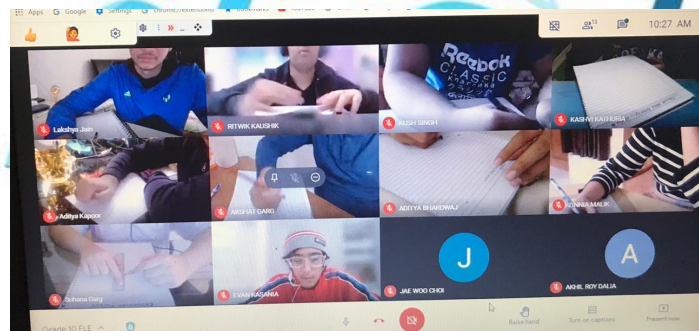 Apps G Google Settings
13
10:27 AM
Lakshya Jain
RITWIK KAUSHIK
Reebok
CLASSIC
KUSH SINGH
KASHVI KATHURIA
Aditya Kapoor
AKSHAT GARG
ADITYA BHARDWAJ
ZINNIA MALIK
Suhana Garg
EVAN KASANIA
J
JAE WOO CHOI
A
AKHIL ROY DALIA
Grade 10 FLE
Raise hand
Turn on captions
Present now